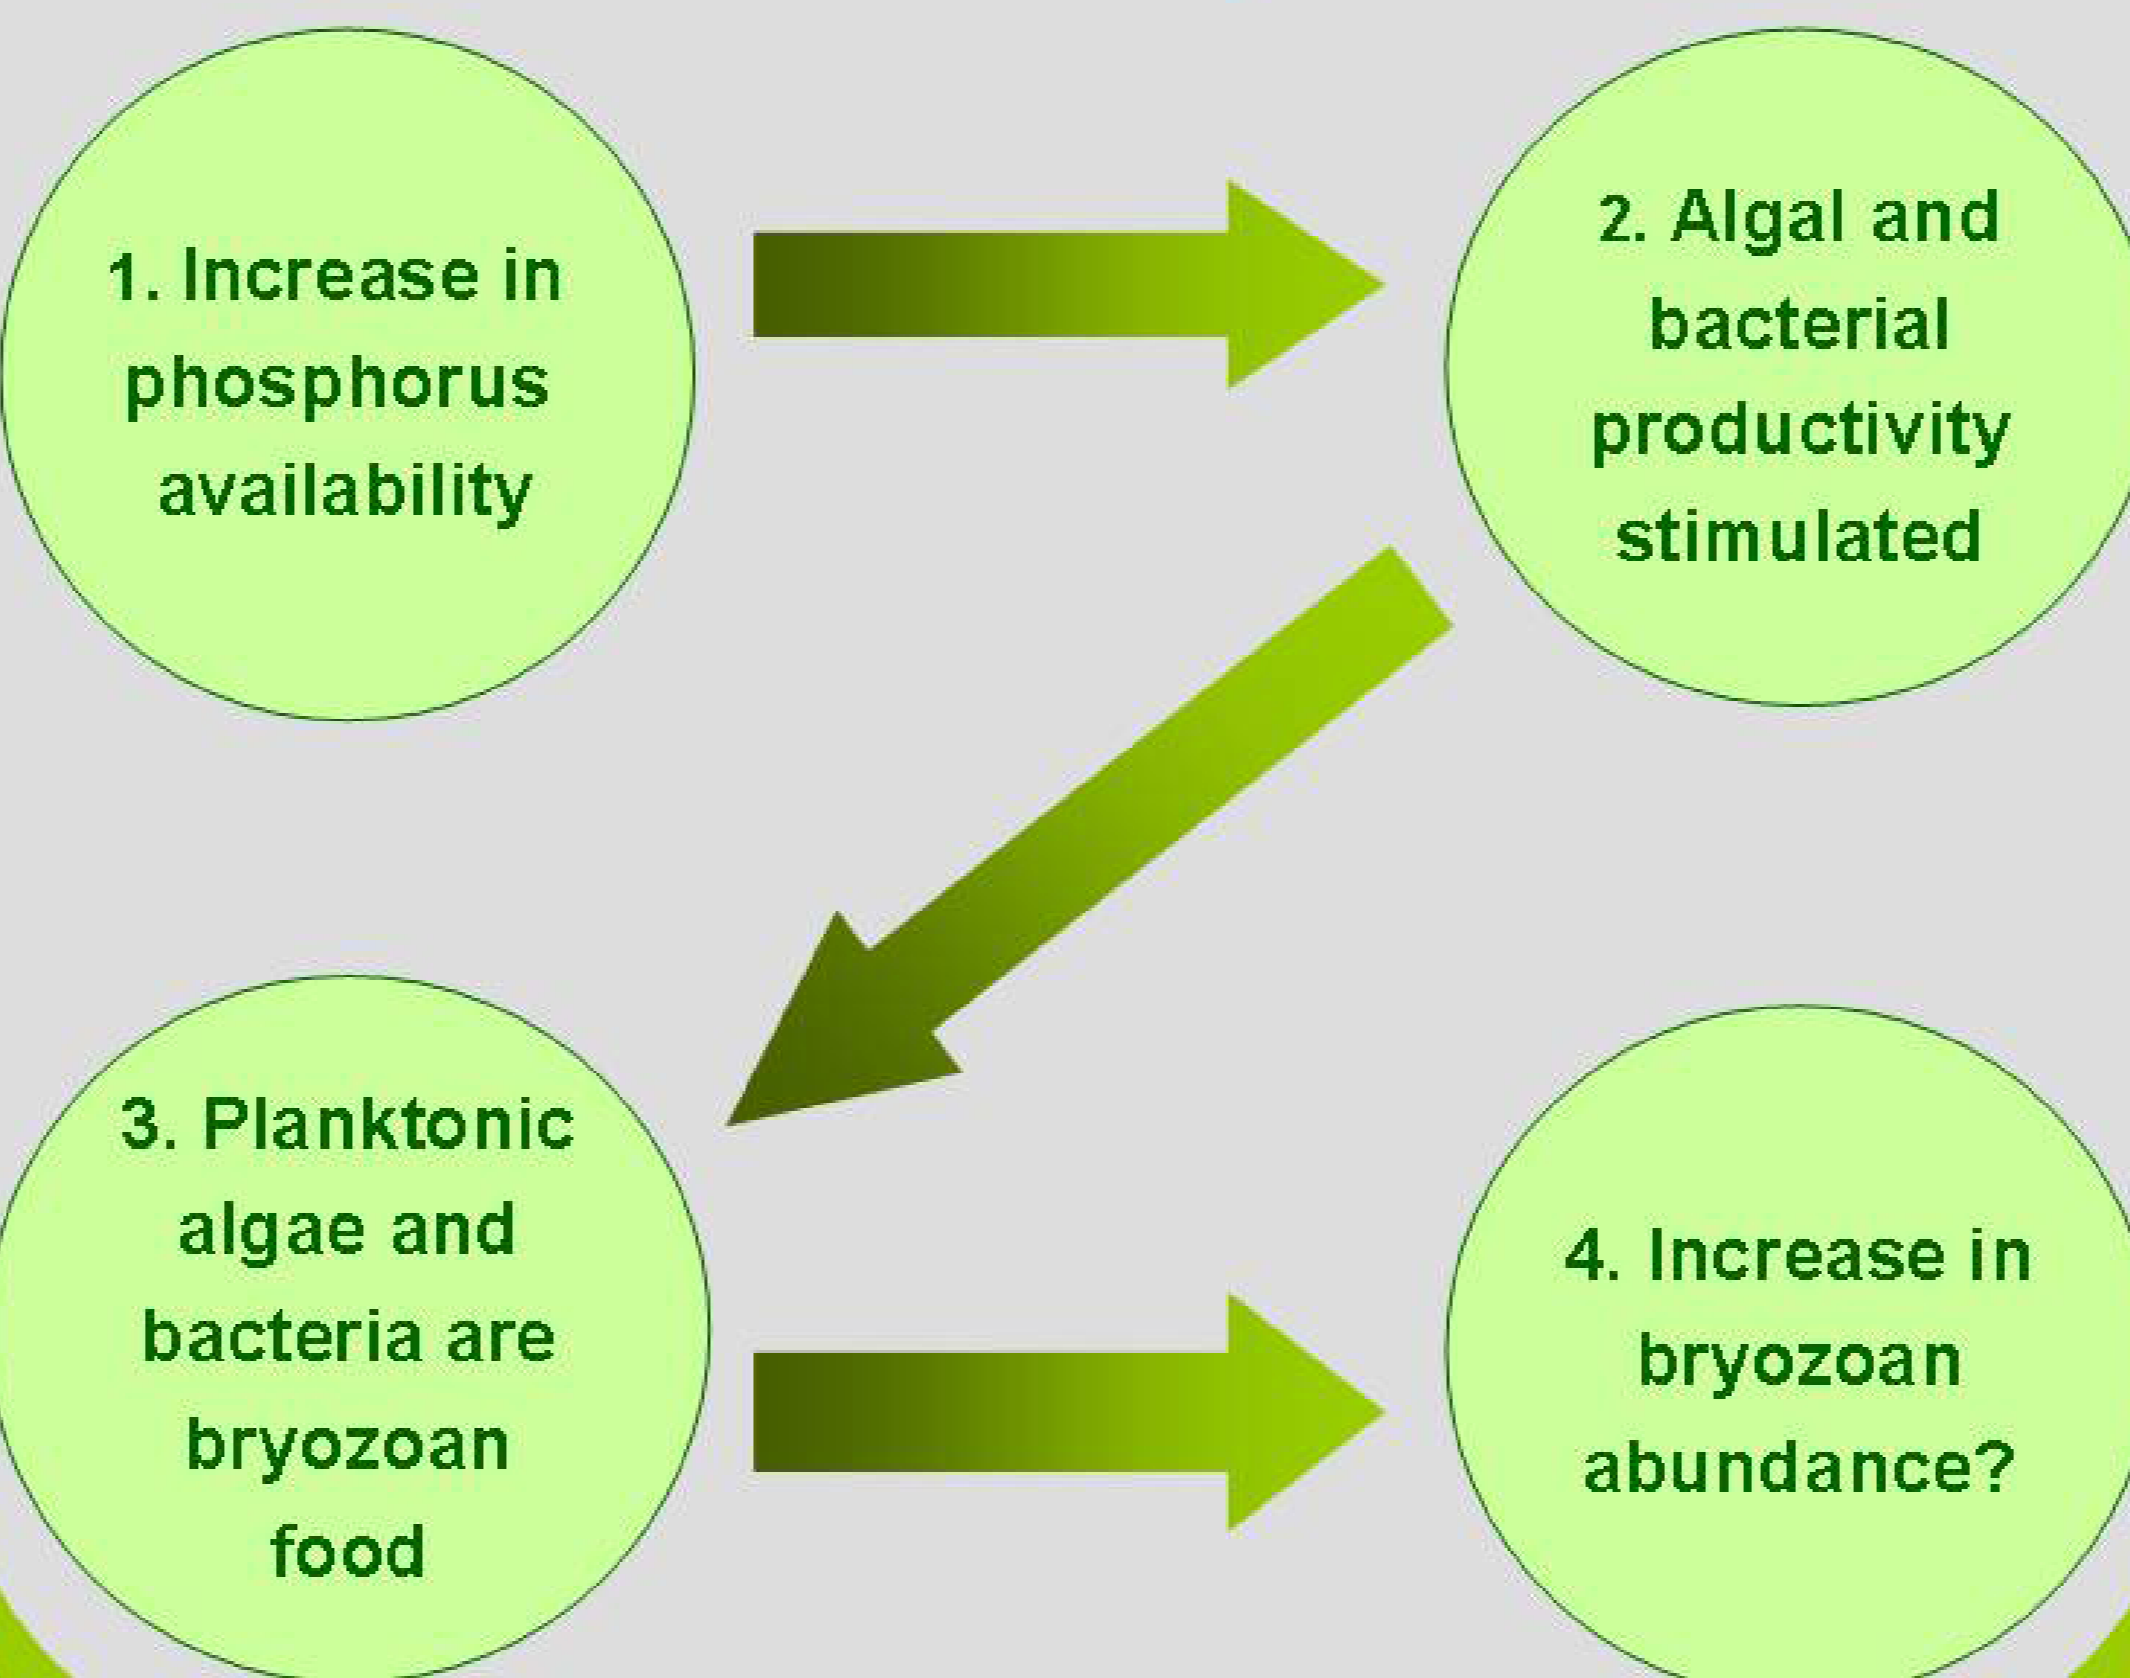 1. Increase in
phosphorus
availability
2. Algal and
bacterial
productivity
stimulated
3. Planktonic
algae and
bacteria are
bryozoan
food
4. Increase in
bryozoan
abundance?